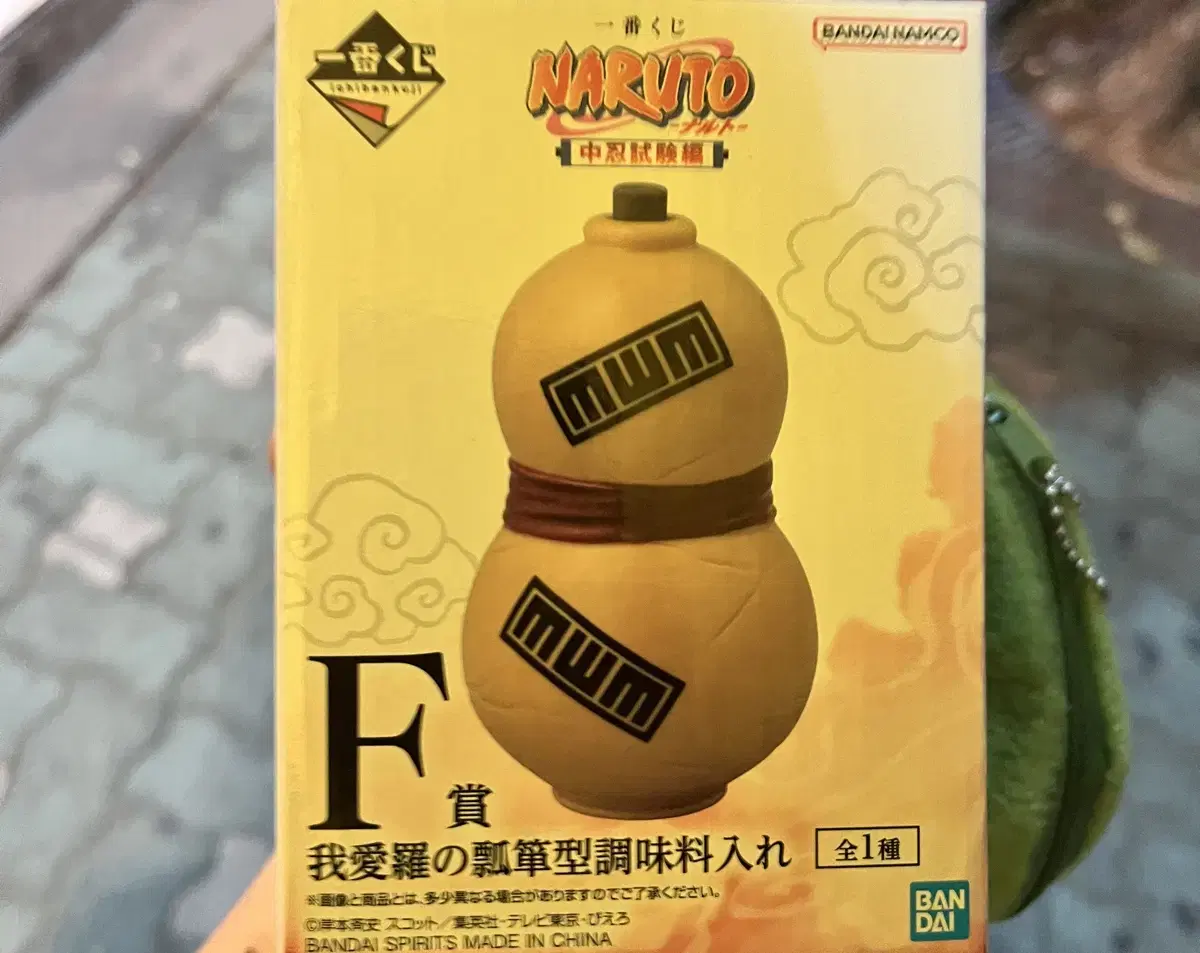 一番くじ
ichibankuji
一番くじ
NARUTO
-ナルト-
中忍試験編
BANDAI NAMCO
F賞
我愛羅の瓢箪型調味料入れ
全1種
※画像と商品とは、多少異なる場合がありますのでご了承ください。
©岸本斉史 スコット/集英社・テレビ東京・ぴえろ
BANDAI SPIRITS MADE IN CHINA
BAN
DAI